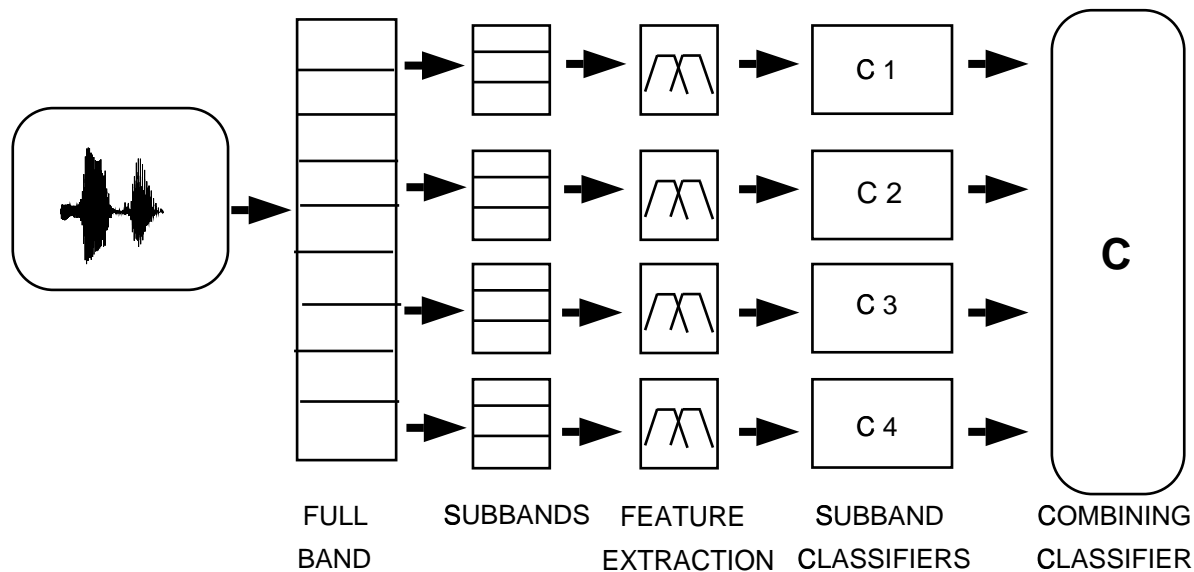 C 1
C 2
C 3
C 4
C
FULL BAND
SUBBANDS
FEATURE EXTRACTION
SUBBAND CLASSIFIERS
COMBINING CLASSIFIER